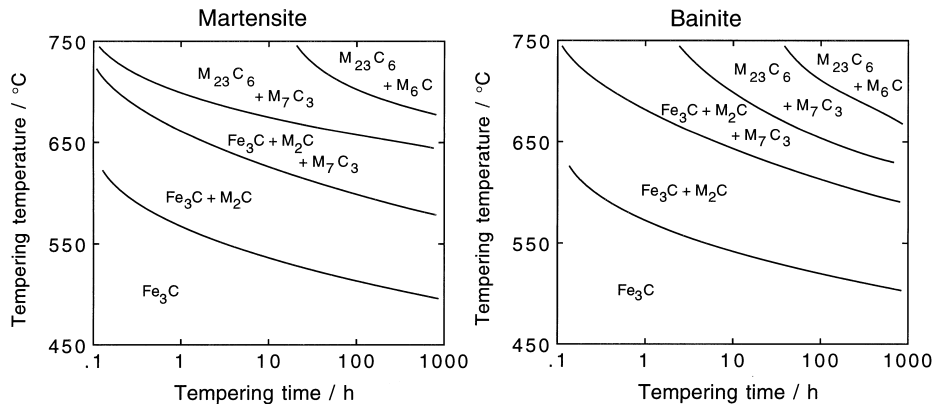 Martensite
750
650
550
450
.1
1
10
100
1000
Tempering temperature / °C
Tempering time / h
M23C6
+ M7C3
M23C6
+ M6C
Fe3C + M2C
+ M7C3
Fe3C + M2C
Fe3C
Bainite
750
650
550
450
.1
1
10
100
1000
Tempering temperature / °C
Tempering time / h
M23C6
+ M7C3
M23C6
+ M6C
Fe3C + M2C
+ M7C3
Fe3C + M2C
Fe3C